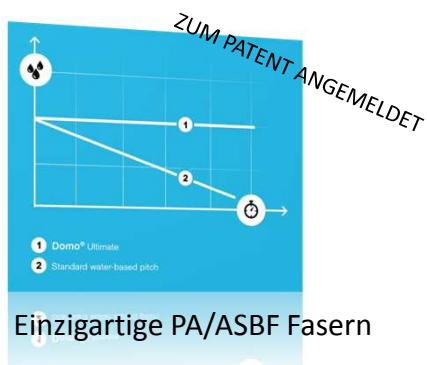 ZUM PATENT ANGEMELDET
1
2
1 Domo® Ultimate
2 Standard water-based pitch
Einzigartige PA/ASBF Fasern